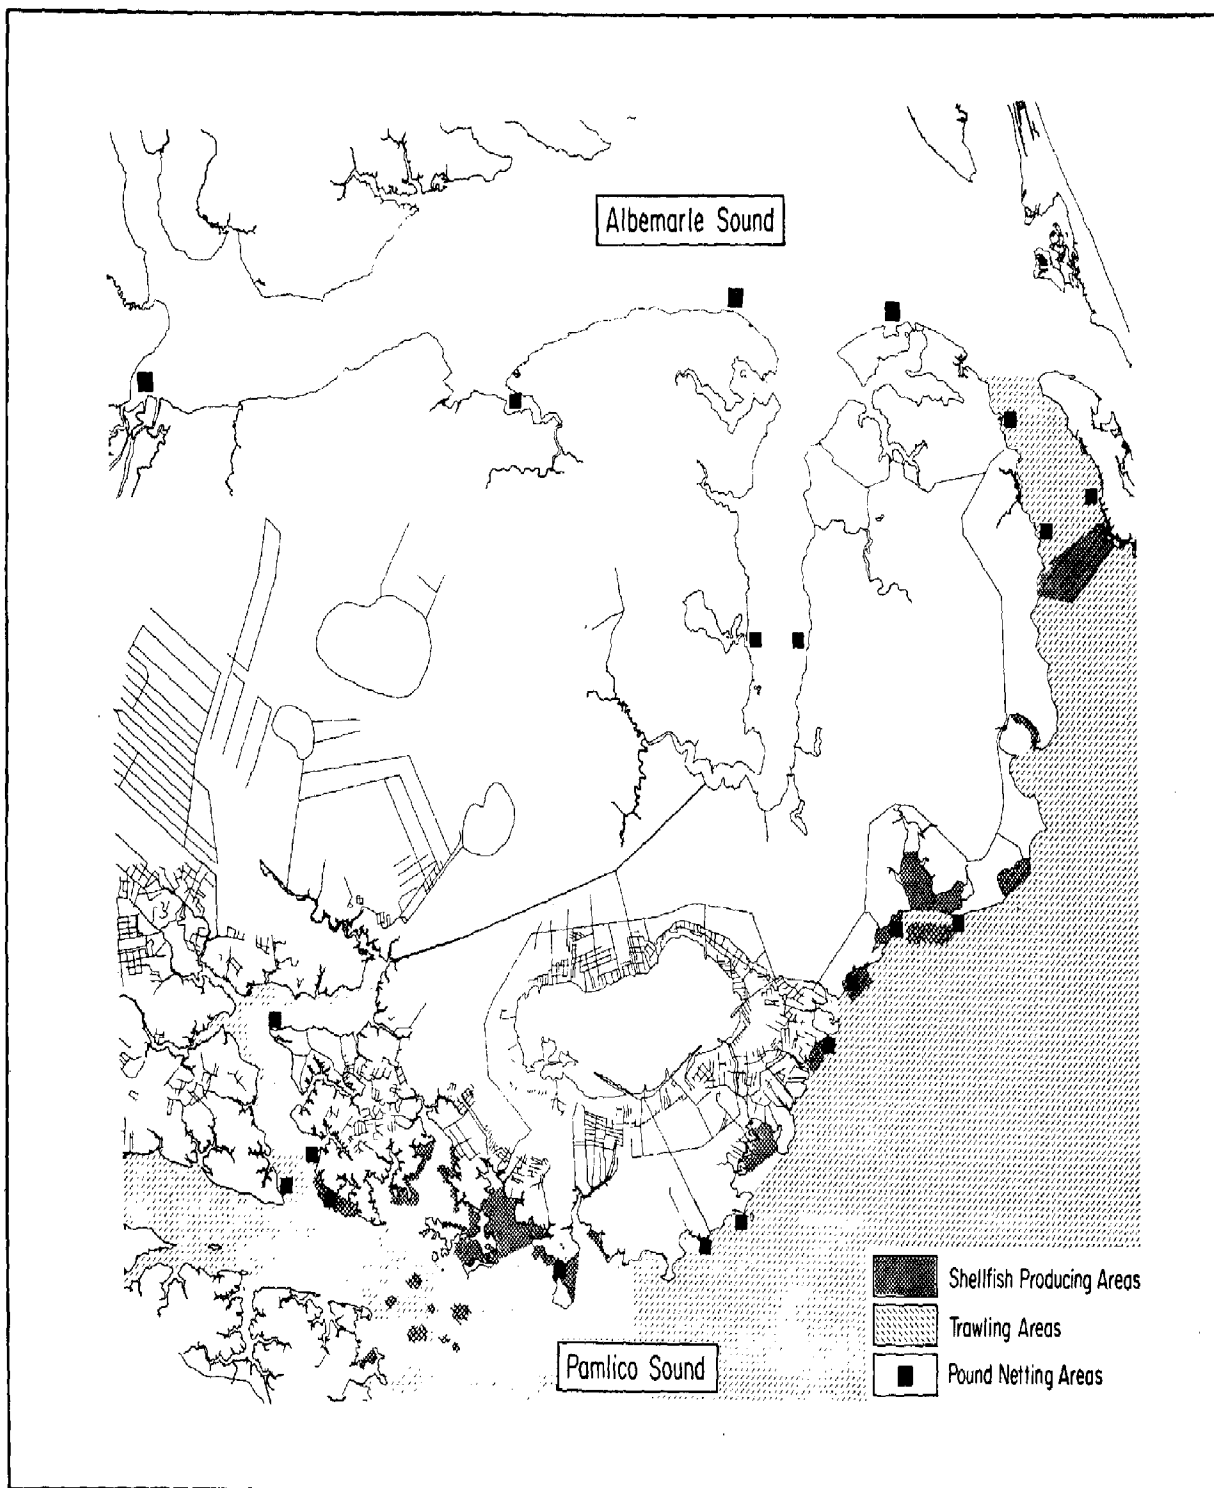 Albemarle Sound
Shellfish Producing Areas
Trawling Areas
Pamlico Sound
Pound Netting Areas